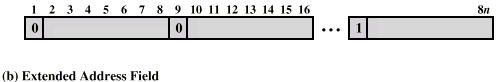 1 2 3 4 5 6 7 8 9 10 11 12 13 14 15 16 8n
0 0 ••• 1
(b) Extended Address Field